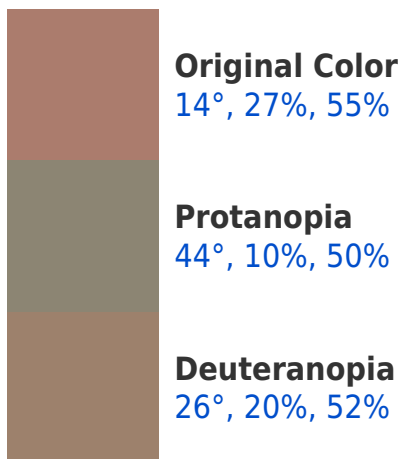 Original Color
14°, 27%, 55%
Protanopia
44°, 10%, 50%
Deuteranopia
26°, 20%, 52%